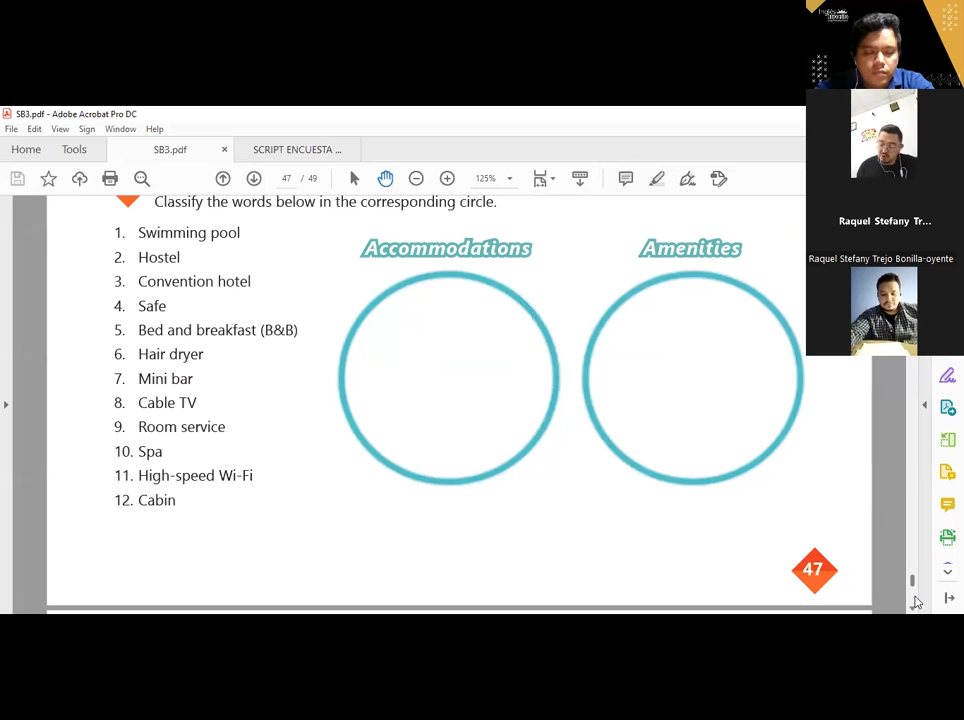 Inglés
SB3.pdf - Adobe Acrobat Pro DC
File Edit View Sign Window Help
Home Tools SB3.pdf × SCRIPT ENCUESTA ...
47 / 49 125%
Classify the words below in the corresponding circle.
1. Swimming pool
2. Hostel
3. Convention hotel
4. Safe
5. Bed and breakfast (B&B)
6. Hair dryer
7. Mini bar
8. Cable TV
9. Room service
10. Spa
11. High-speed Wi-Fi
12. Cabin
Accommodations
Amenities
47
Raquel Stefany Tr...
Raquel Stefany Trejo Bonilla-oyente